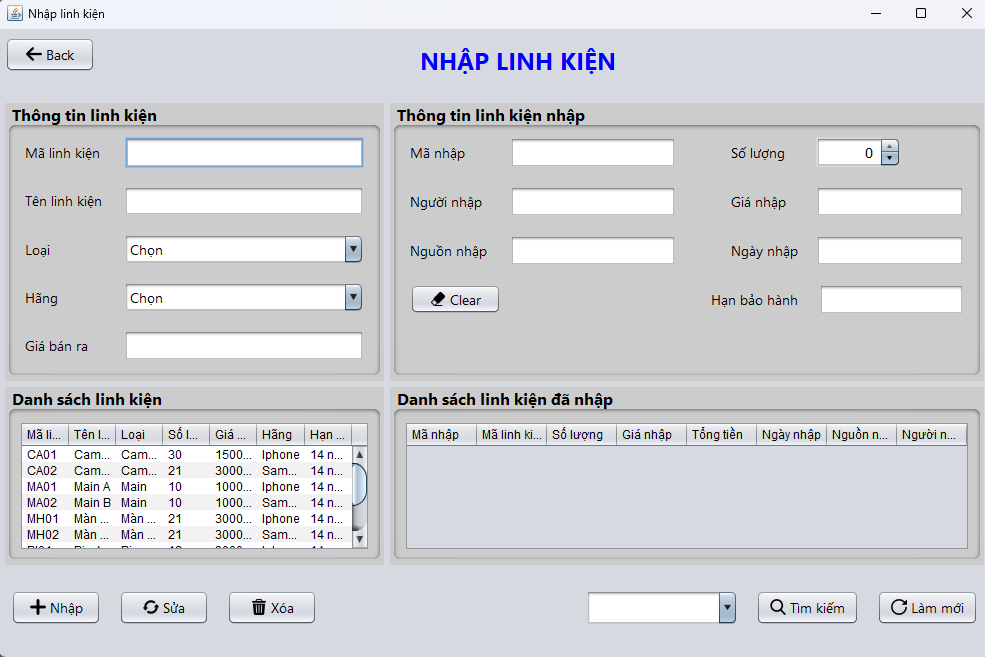 Nhập linh kiện
Back
NHẬP LINH KIỆN
Thông tin linh kiện
Mã linh kiện
Tên linh kiện
Loại Chọn
Hãng Chọn
Giá bán ra
Thông tin linh kiện nhập
Mã nhập Số lượng 0
Người nhập Giá nhập
Nguồn nhập Ngày nhập
Clear Hạn bảo hành
Danh sách linh kiện
Mã li... Tên l... Loại Số l... Giá ... Hãng Hạn ...
CA01 Cam... Cam... 30 1500... Iphone 14 n...
CA02 Cam... Cam... 21 3000... Sam... 14 n...
MA01 Main A Main 10 1000... Iphone 14 n...
MA02 Main B Main 10 1000... Sam... 14 n...
MH01 Màn ... Màn ... 21 3000... Iphone 14 n...
MH02 Màn ... Màn ... 21 3000... Sam... 14 n...
Danh sách linh kiện đã nhập
Mã nhập Mã linh ki... Số lượng Giá nhập Tổng tiền Ngày nhập Nguồn n... Người n...
Nhập Sửa Xóa Tìm kiếm Làm mới